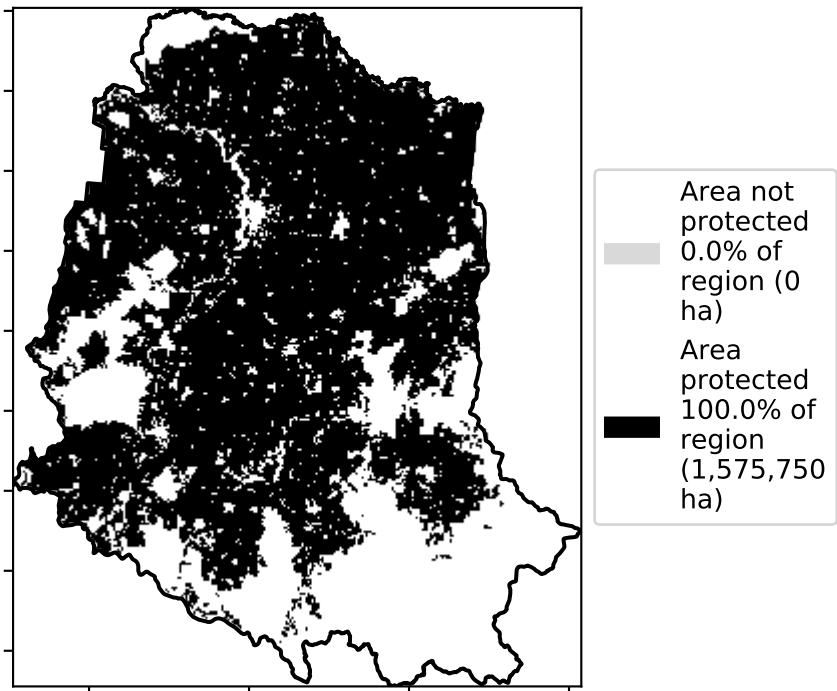 Area not
protected
0.0% of
region (0
ha)
Area
protected
100.0% of
region
(1,575,750
ha)